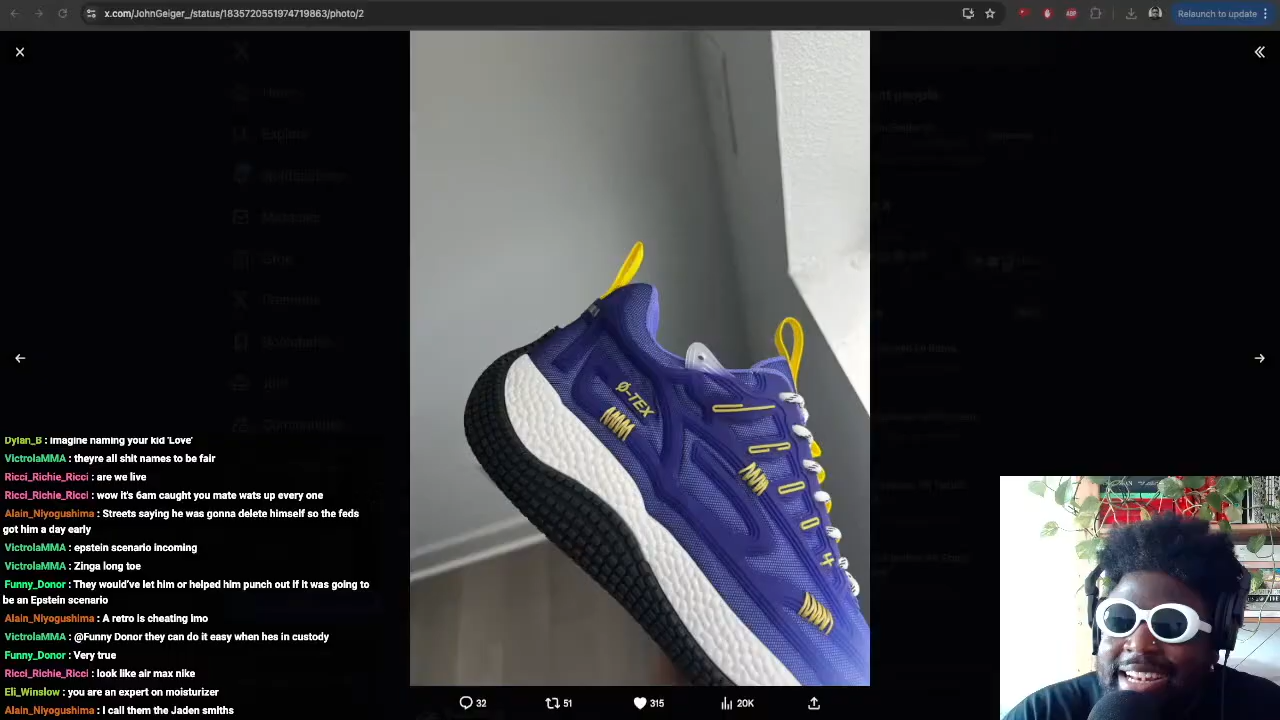 x.com/JohnGeiger_/status/1835720551974719863/photo/2
Relaunch to update
Explore
Dylan_B : imagine naming your kid 'Love'
VictrolaMMA : theyre all shit names to be fair
Ricci_Richie_Ricci : are we live
Ricci_Richie_Ricci : wow it's 6am caught you mate wats up every one
Alain_Niyogushima : Streets saying he was gonna delete himself so the feds
got him a day early
VictrolaMMA : epstein scenario incoming
VictrolaMMA : Zinga long toe
Funny_Donor : They would've let him or helped him punch out if it was going to
be an Epstein scenario
Alain_Niyogushima : A retro is cheating imo
VictrolaMMA : @Funny Donor they can do it easy when hes in custody
Funny_Donor : Very true
Ricci_Richie_Ricci : look like air max nike
Eli_Winslow : you are an expert on moisturizer
Alain_Niyogushima : I call them the Jaden smiths
Ø-TEX
32
51
315
20K